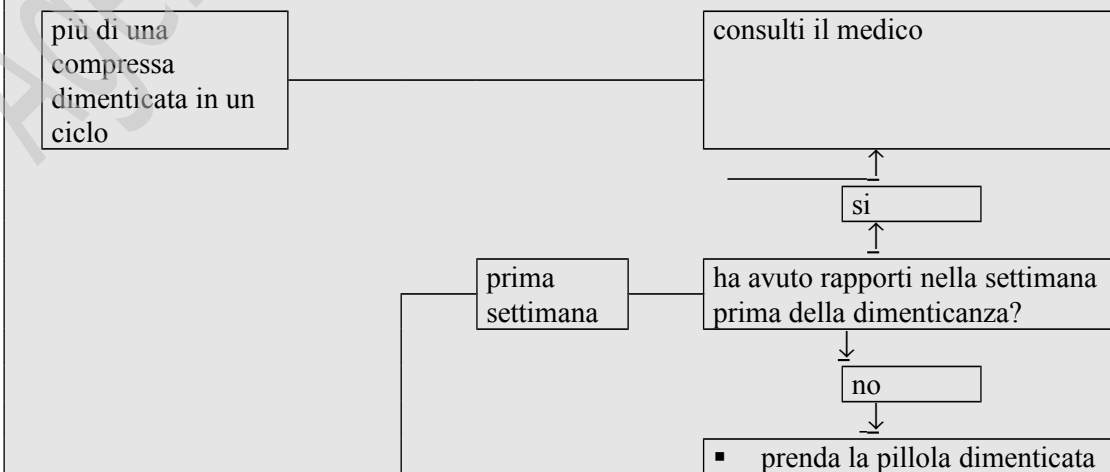 più di una
compressa
dimenticata in un
ciclo
consulti il medico
si
prima
settimana
ha avuto rapporti nella settimana
prima della dimenticanza?
no
▪ prenda la pillola dimenticata